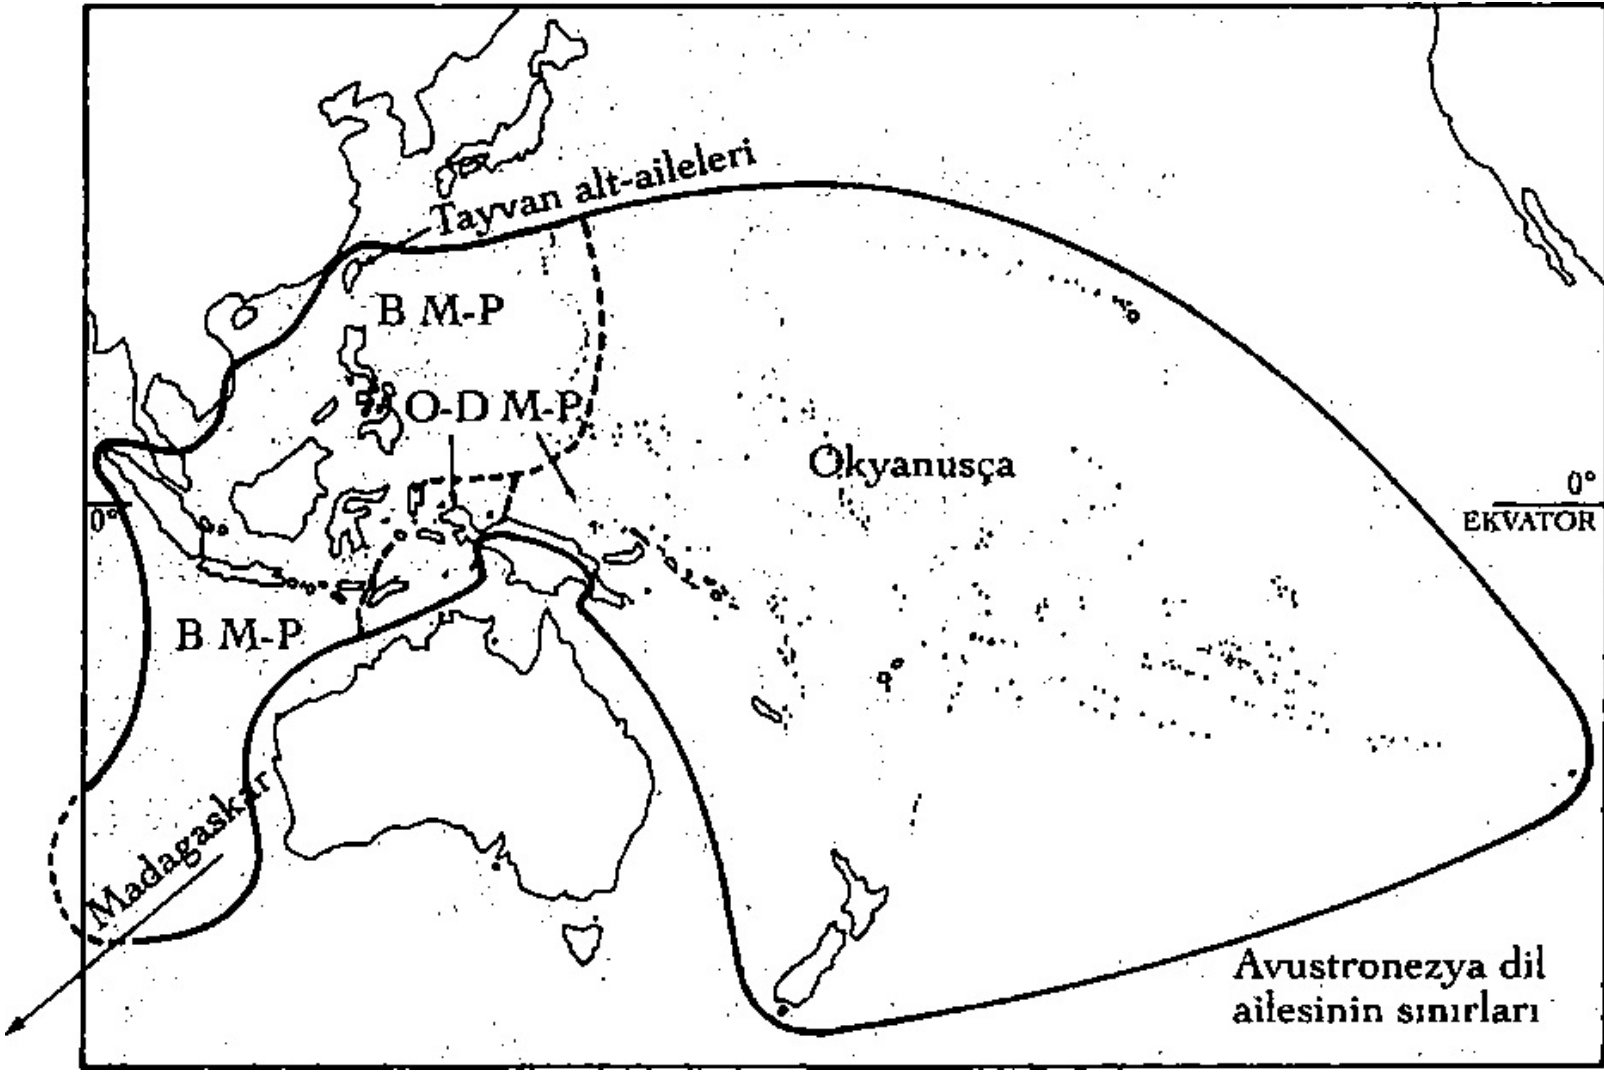 Tayvan alt-aileleri
B M-P
O-D M-P
Okyanusça
0°
EKVATOR
0°
B M-P
Madagaskar
Avustronezya dil
ailesinin sınırları